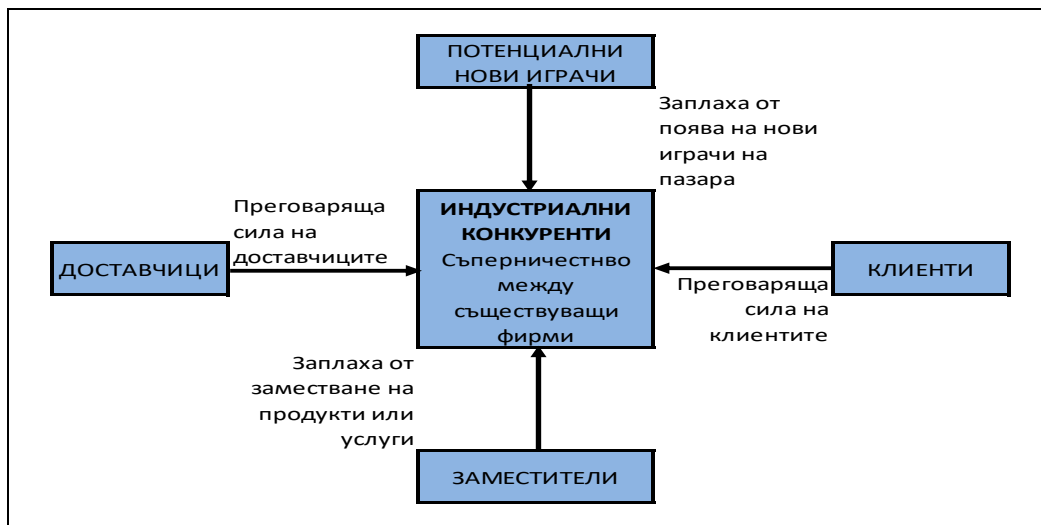 ПОТЕНЦИАЛНИ
НОВИ ИГРАЧИ
Заплаха от
поява на нови
играчи на
пазара
Преговаряща
сила на
доставчиците
ДОСТАВЧИЦИ
ИНДУСТРИАЛНИ
КОНКУРЕНТИ
Съперничестнво
между
съществуващи
фирми
КЛИЕНТИ
Преговаряща
сила на
клиентите
Заплаха от
заместване на
продукти или
услуги
ЗАМЕСТИТЕЛИ